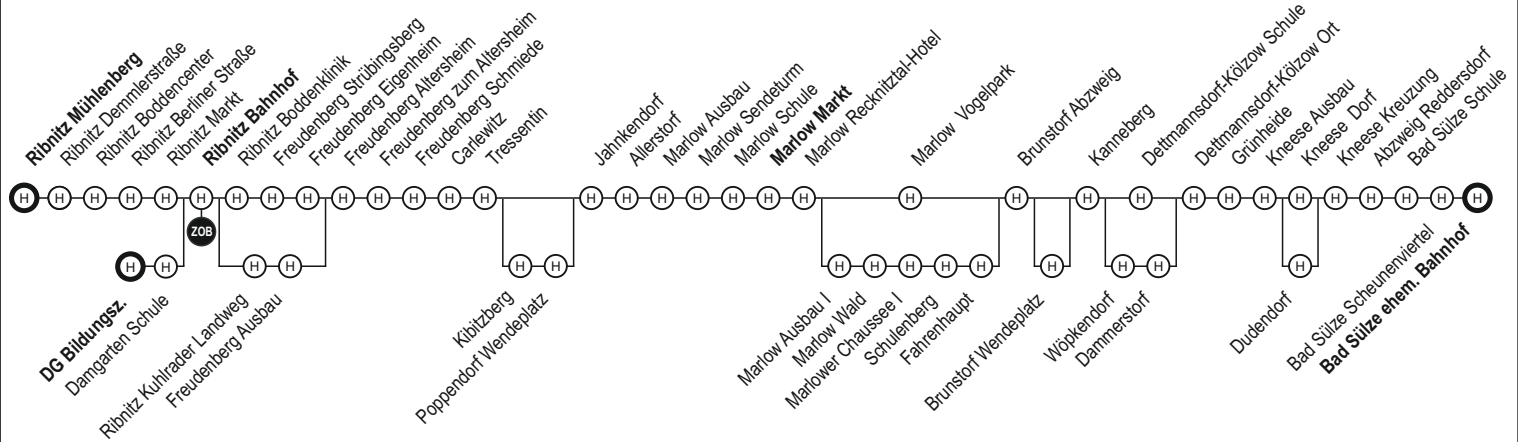 Ribnitz Mühlenberg
Ribnitz Demmlerstraße
Ribnitz Boddencenter
Ribnitz Berliner Straße
Ribnitz Markt
Ribnitz Bahnhof
Ribnitz Boddenklinik
Freudenberg Strübingsberg
Freudenberg Eigenheim
Freudenberg Altersheim
Freudenberg zum Altersheim
Freudenberg Schmiede
Carlewitz
Tressentin
Jahnkendorf
Allerstorf
Marlow Ausbau
Marlow Sendeturm
Marlow Schule
Marlow Markt
Marlow Recknitztal-Hotel
Marlow Vogelpark
Brunstorf Abzweig
Kanneberg
Dettmannsdorf-Kölzow Schule
Dettmannsdorf-Kölzow Ort
Grünheide
Kneese Ausbau
Kneese Dorf
Kneese Kreuzung
Abzweig Reddersdorf
Bad Sülze Schule
H H H H H H H H H H H H H H H H H H H H H H H H H H H H H H H H H H
ZOB
H H H H H H H H H H H H H H H
DG Bildungsz.
Damgarten Schule
Ribnitz Kuhlrader Landweg
Freudenberg Ausbau
Kibitzberg
Poppendorf Wendeplatz
Marlow Ausbau I
Marlow Wald
Marlower Chaussee I
Schulenberg
Fahrenhaupt
Brunstorf Wendeplatz
Wöpkendorf
Dammerstorf
Dudendorf
Bad Sülze Scheunenviertel
Bad Sülze ehem. Bahnhof